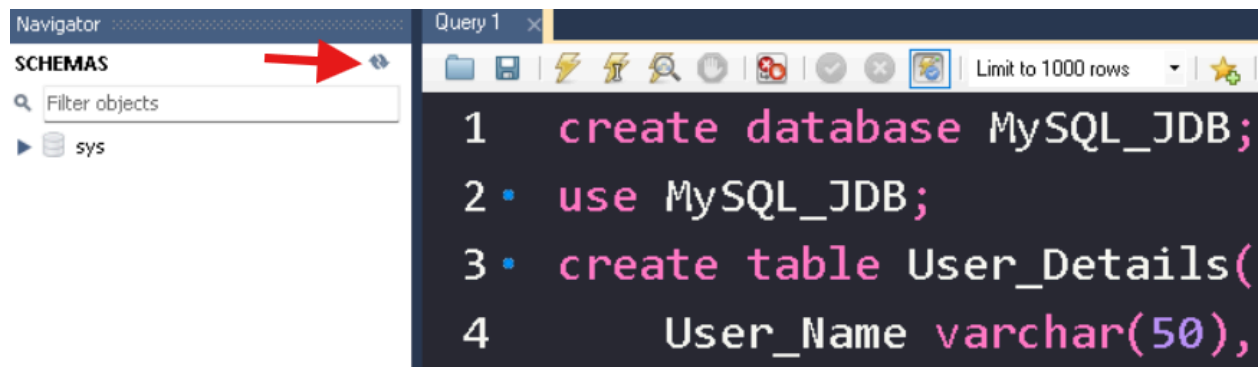 Navigator
SCHEMAS
Filter objects
sys
Query 1
Limit to 1000 rows
1 create database MySQL_JDB;
2 use MySQL_JDB;
3 create table User_Details(
4 User_Name varchar(50),